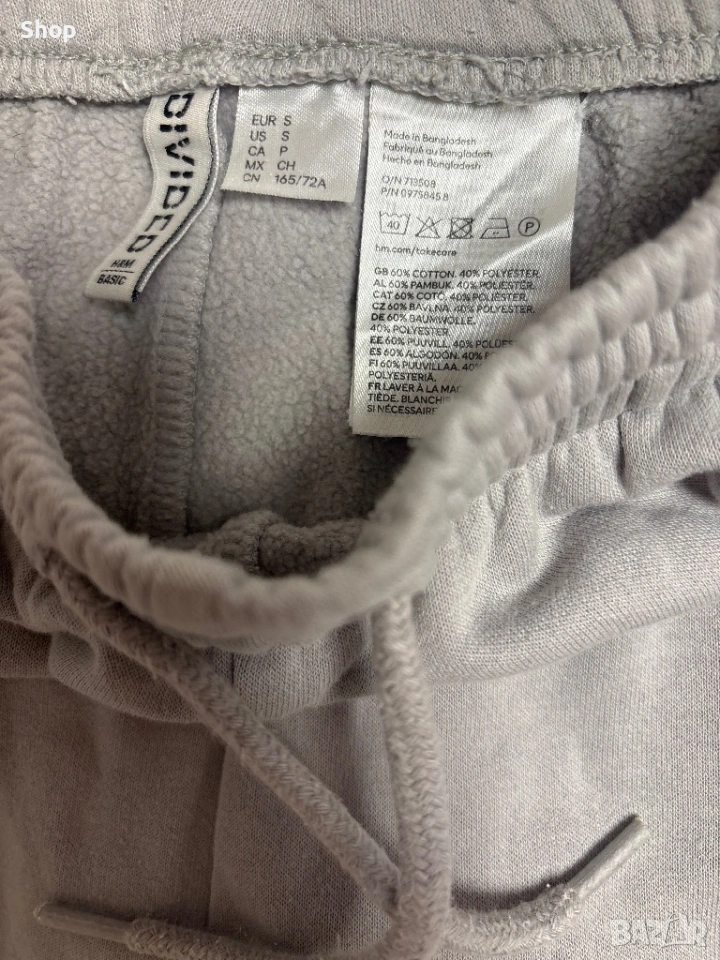 Shop
DIVIDED
H&M
BASIC
EUR S
US S
CA P
MX CH
CN 165/72A
Made in Bangladesh
Fabriqué au Bangladesh
Hecho en Bangladesh
O/N 713508
P/N 0975845.8
40
P
hm.com/takecare
GB 60% COTTON. 40% POLYESTER.
AL 60% PAMBUK. 40% POLIESTER.
CAT 60% COTÓ. 40% POLIÈSTER
CZ 60% BAVLNA. 40% POLYESTER
DE 60% BAUMWOLLE.
40% POLYESTER
EE 60% PUUVILL. 40% POLÜES
ES 60% ALGODÓN. 40%
FI 60% PUUVILLAA. 40%
POLYESTERIÄ.
FR LAVER À LA MAC
TIÈDE. BLANCHI
SI NÉCESSAIRE
BAZAR